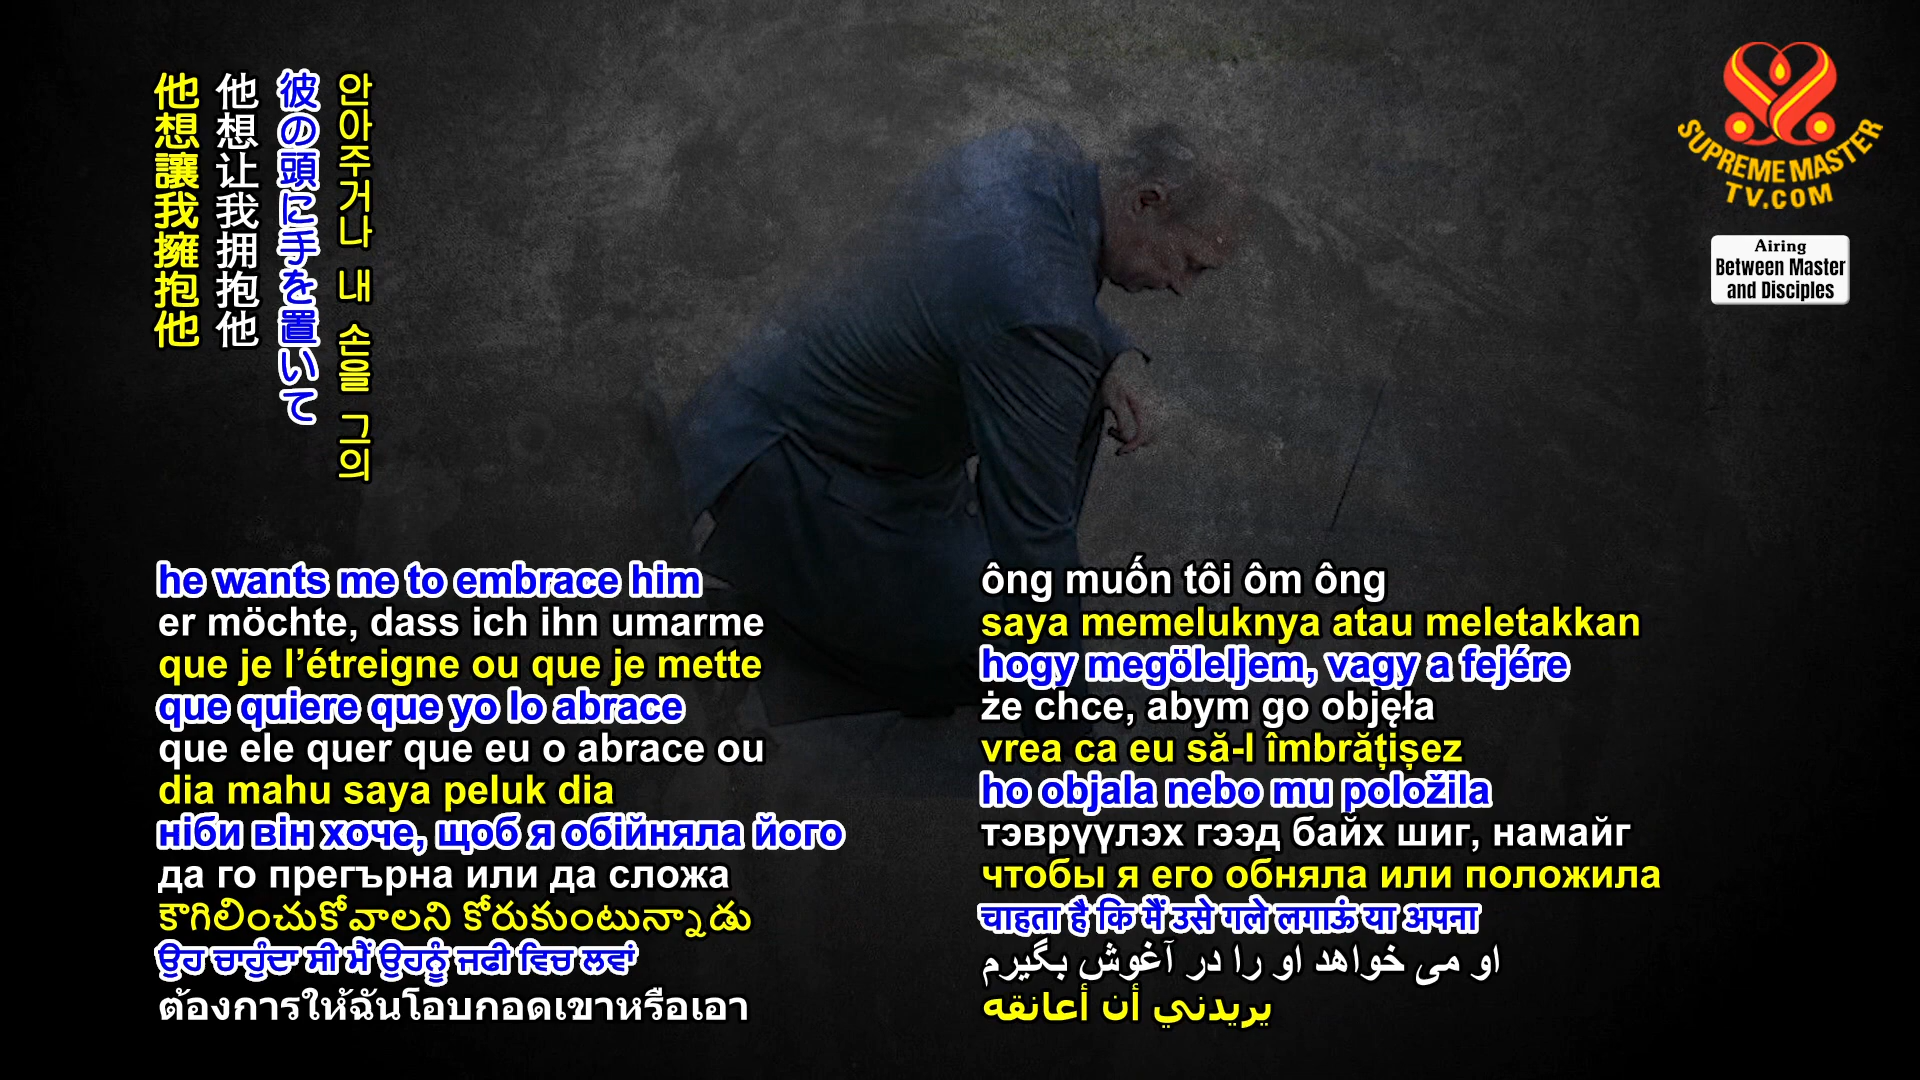 他想讓我擁抱他
他想让我拥抱他
彼の頭に手を置いて
안아주거나 내 손을 그의
SUPREME MASTER
TV.COM
Airing
Between Master
and Disciples
he wants me to embrace him
er möchte, dass ich ihn umarme
que je l’étreigne ou que je mette
que quiere que yo lo abrace
que ele quer que eu o abrace ou
dia mahu saya peluk dia
ніби він хоче, щоб я обійняла його
да го прегърна или да сложа
కౌగిలించుకోవాలని కోరుకుంటున్నాడు
ਉਹ ਚਾਹੁੰਦਾ ਸੀ ਮੈਂ ਉਹਨੂੰ ਜਫੀ ਵਿਚ ਲਵਾਂ
ต้องการให้ฉันโอบกอดเขาหรือเอา
ông muốn tôi ôm ông
saya memeluknya atau meletakkan
hogy megöleljem, vagy a fejére
że chce, abym go objęła
vrea ca eu să-l îmbrățișez
ho objala nebo mu položila
тэврүүлэх гээд байх шиг, намайг
чтобы я его обняла или положила
चाहता है कि मैं उसे गले लगाऊं या अपना
او می خواهد او را در آغوش بگیرم
يريدني أن أعانقه